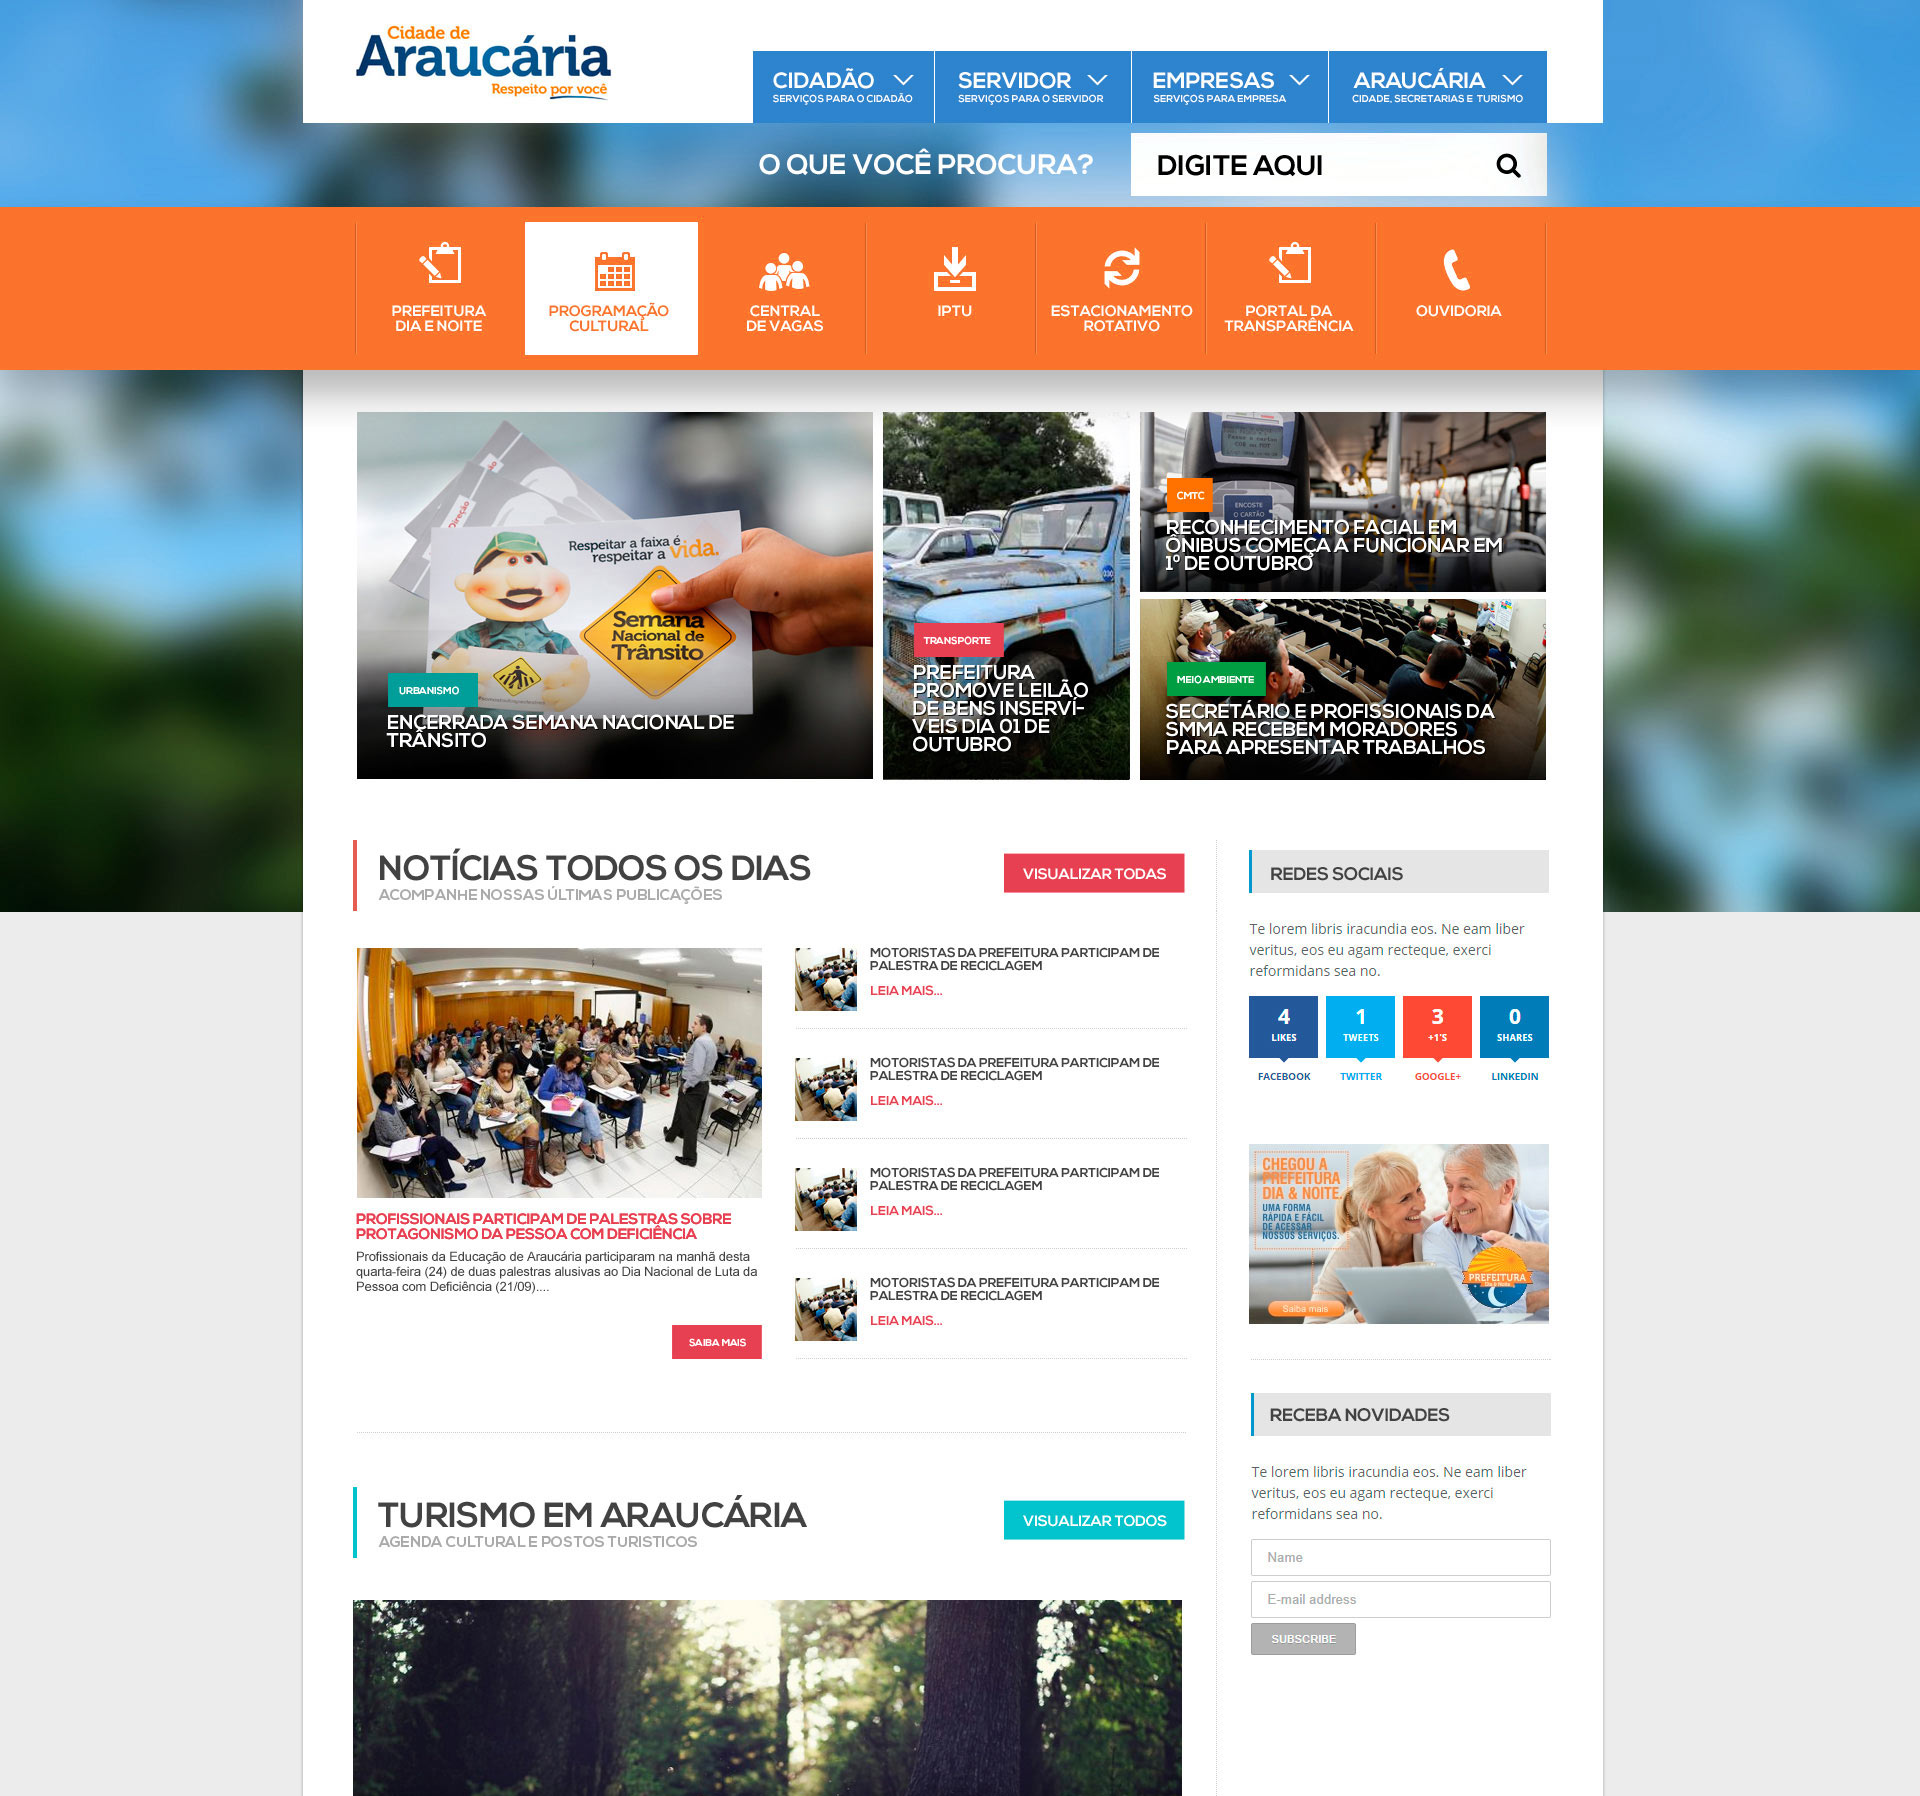 Cidade de
Araucária
Respeito por você
CIDADÃO
SERVIÇOS PARA O CIDADÃO
SERVIDOR
SERVIÇOS PARA O SERVIDOR
EMPRESAS
SERVIÇOS PARA EMPRESA
ARAUCÁRIA
CIDADE, SECRETARIAS E TURISMO
O QUE VOCÊ PROCURA?
DIGITE AQUI
PREFEITURA
DIA E NOITE
PROGRAMAÇÃO
CULTURAL
CENTRAL
DE VAGAS
IPTU
ESTACIONAMENTO
ROTATIVO
PORTAL DA
TRANSPARÊNCIA
OUVIDORIA
Direção
Respeitar a faixa é
respeitar a vida.
Semana
Nacional de
Trânsito
URBANISMO
ENCERRADA SEMANA NACIONAL DE
TRÂNSITO
330
TRANSPORTE
PREFEITURA
PROMOVE LEILÃO
DE BENS INSERVÍ-
VEIS DIA 01 DE
OUTUBRO
ENCOSTE
O CARTÃO
CMTC
RECONHECIMENTO FACIAL EM
ÔNIBUS COMEÇA A FUNCIONAR EM
1º DE OUTUBRO
MEIO AMBIENTE
SECRETÁRIO E PROFISSIONAIS DA
SMMA RECEBEM MORADORES
PARA APRESENTAR TRABALHOS
NOTÍCIAS TODOS OS DIAS
ACOMPANHE NOSSAS ÚLTIMAS PUBLICAÇÕES
VISUALIZAR TODAS
PROFISSIONAIS PARTICIPAM DE PALESTRAS SOBRE
PROTAGONISMO DA PESSOA COM DEFICIÊNCIA
Profissionais da Educação de Araucária participaram na manhã desta
quarta-feira (24) de duas palestras alusivas ao Dia Nacional de Luta da
Pessoa com Deficiência (21/09)....
SAIBA MAIS
MOTORISTAS DA PREFEITURA PARTICIPAM DE
PALESTRA DE RECICLAGEM
LEIA MAIS...
MOTORISTAS DA PREFEITURA PARTICIPAM DE
PALESTRA DE RECICLAGEM
LEIA MAIS...
MOTORISTAS DA PREFEITURA PARTICIPAM DE
PALESTRA DE RECICLAGEM
LEIA MAIS...
MOTORISTAS DA PREFEITURA PARTICIPAM DE
PALESTRA DE RECICLAGEM
LEIA MAIS...
TURISMO EM ARAUCÁRIA
AGENDA CULTURAL E POSTOS TURISTICOS
VISUALIZAR TODOS
REDES SOCIAIS
Te lorem libris iracundia eos. Ne eam liber
veritus, eos eu agam recteque, exerci
reformidans sea no.
4
LIKES
FACEBOOK
1
TWEETS
TWITTER
3
+1'S
GOOGLE+
0
SHARES
LINKEDIN
CHEGOU A
PREFEITURA
DIA & NOITE.
UMA FORMA
RÁPIDA E FÁCIL
DE ACESSAR
NOSSOS SERVIÇOS.
PREFEITURA
Dia e Noite
Saiba mais
RECEBA NOVIDADES
Te lorem libris iracundia eos. Ne eam liber
veritus, eos eu agam recteque, exerci
reformidans sea no.
Name
E-mail address
SUBSCRIBE